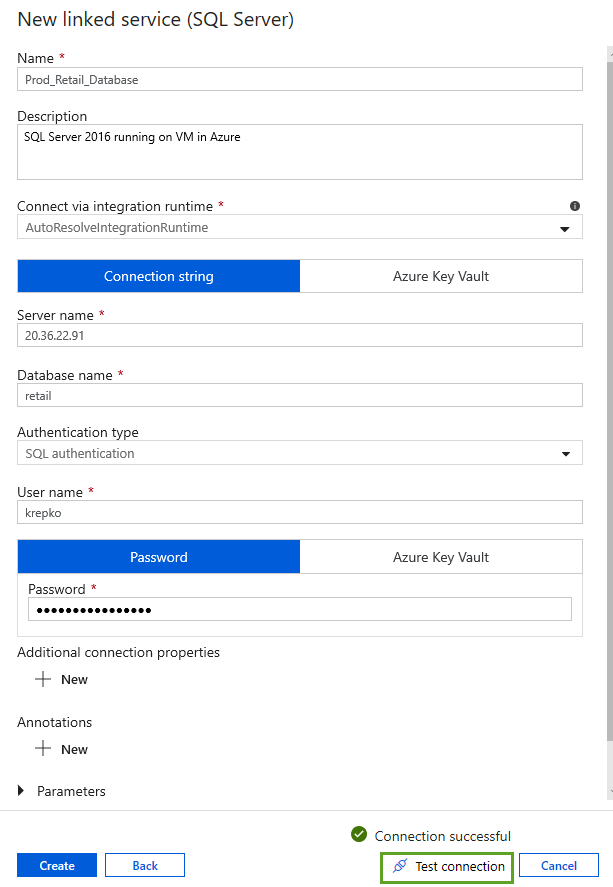 New linked service (SQL Server)
Name *
Prod_Retail_Database
Description
SQL Server 2016 running on VM in Azure
Connect via integration runtime *
AutoResolveIntegrationRuntime
Connection string
Azure Key Vault
Server name *
20.36.22.91
Database name *
retail
Authentication type
SQL authentication
User name *
krepko
Password
Azure Key Vault
Password *
••••••••••••••••
Additional connection properties
New
Annotations
New
Parameters
Connection successful
Create
Back
Test connection
Cancel